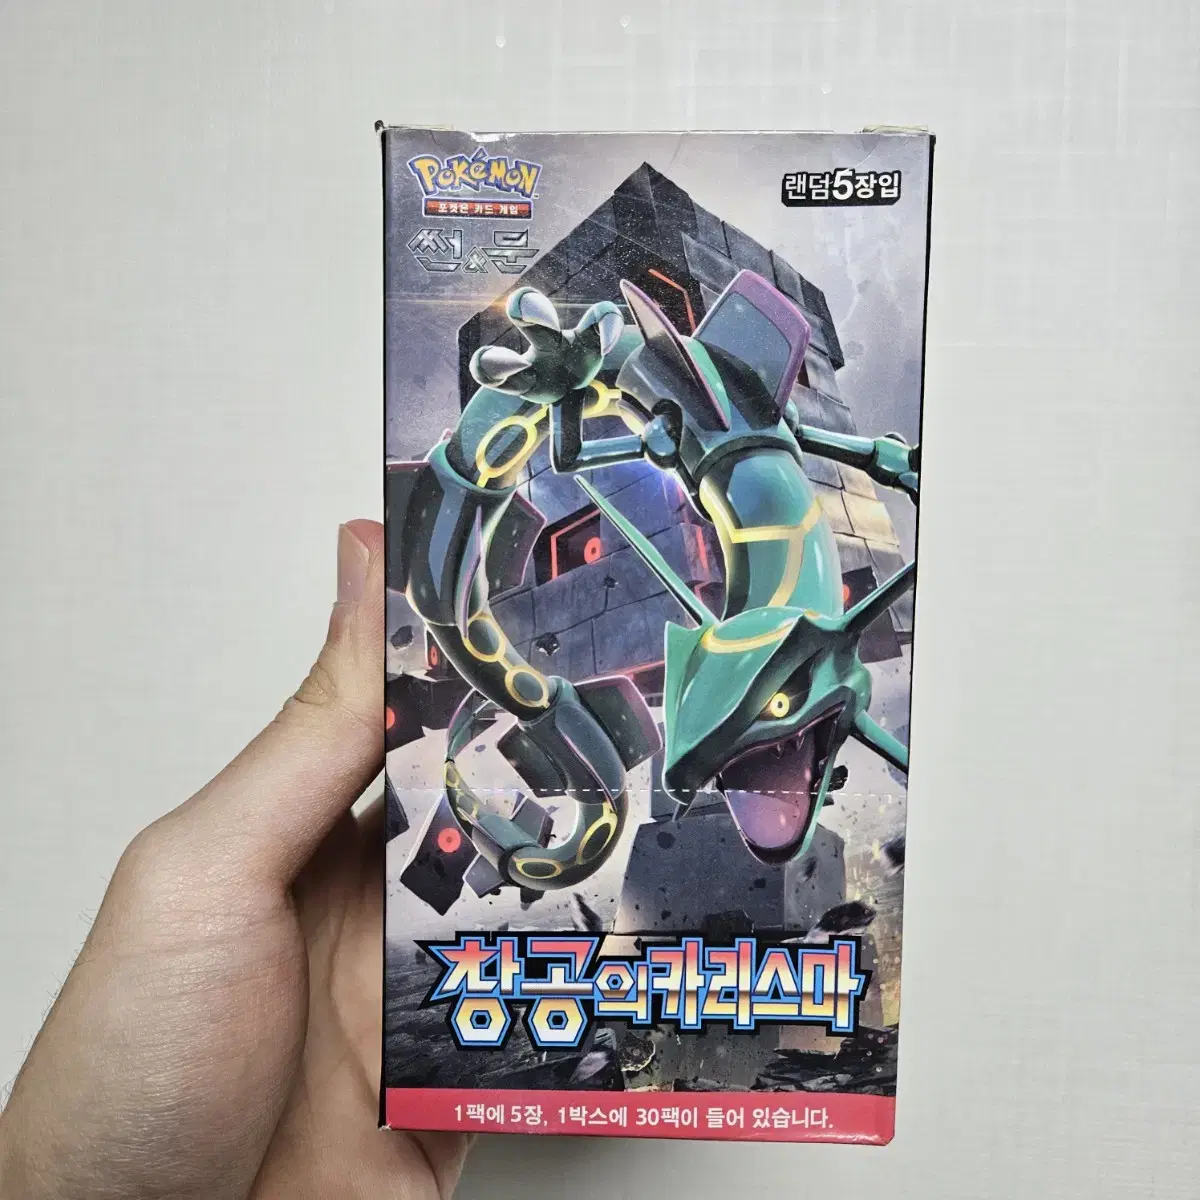 POKéMON
포켓몬 카드 게임
랜덤5장입
썬&문
창공의 카리스마
1팩에 5장, 1박스에 30팩이 들어 있습니다.